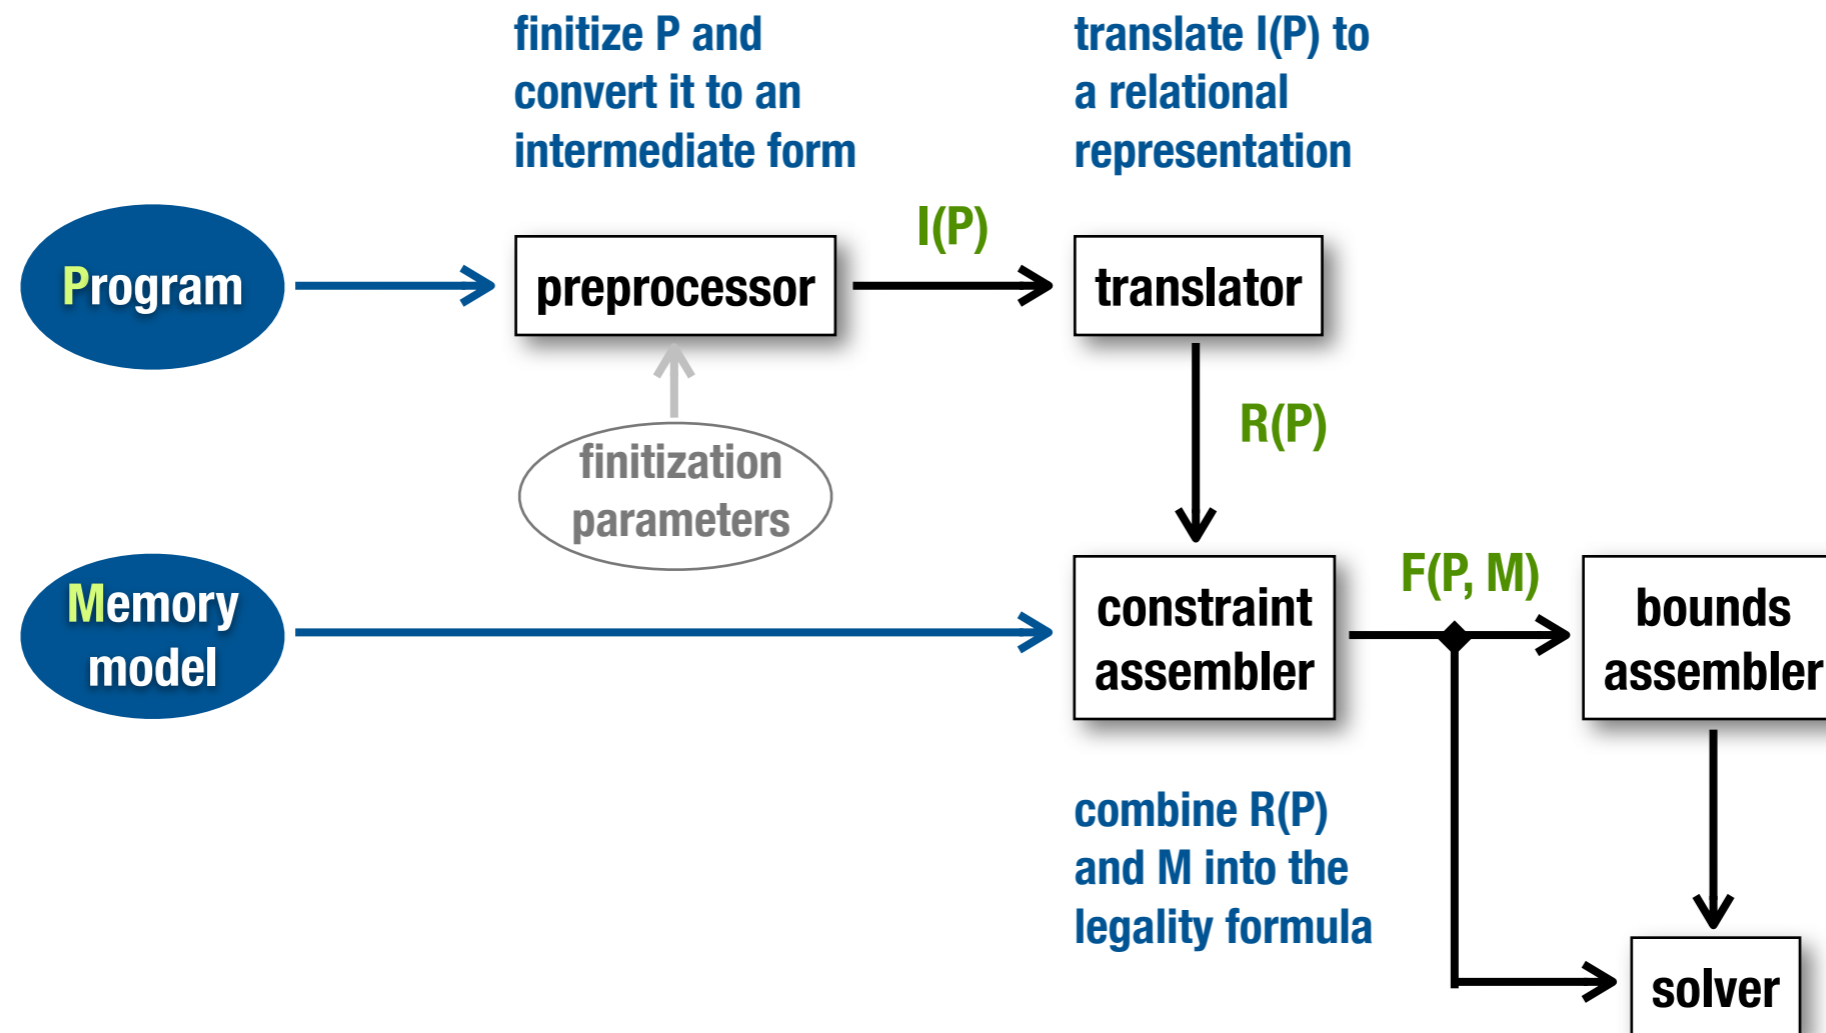 finitize P and
convert it to an
intermediate form
translate I(P) to
a relational
representation
Program
preprocessor
I(P)
translator
finitization
parameters
R(P)
Memory
model
constraint
assembler
F(P, M)
bounds
assembler
combine R(P)
and M into the
legality formula
solver